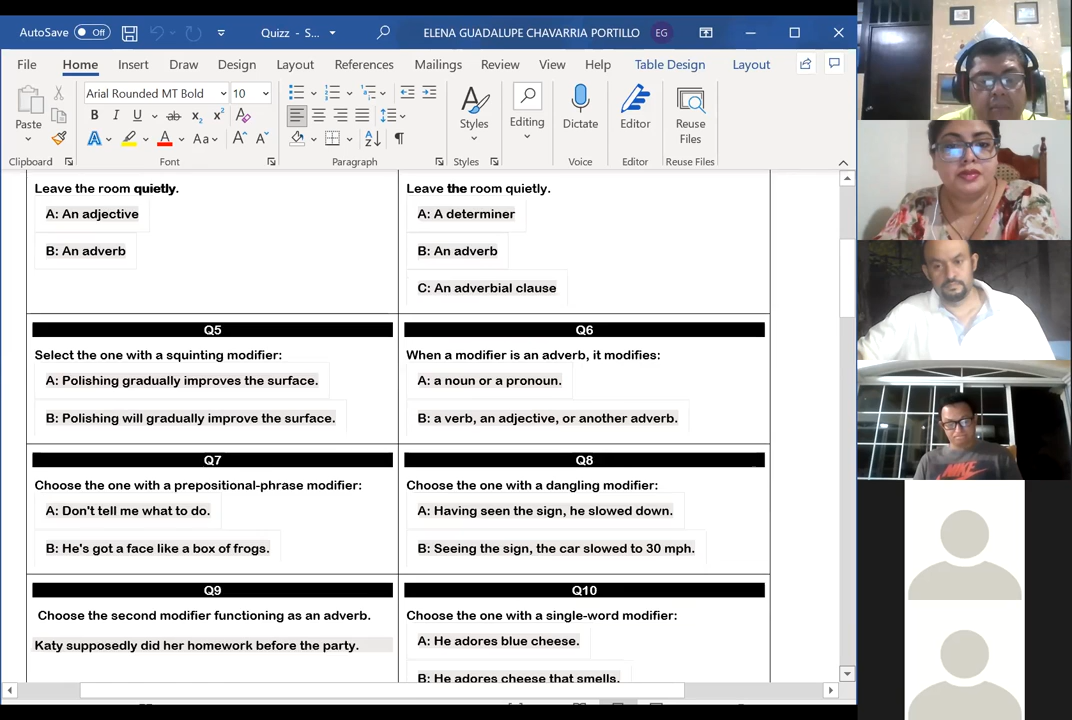 AutoSave Off Quizz - S... ELENA GUADALUPE CHAVARRIA PORTILLO EG
File Home Insert Draw Design Layout References Mailings Review View Help Table Design Layout
Arial Rounded MT Bold 10
B I U ab x₂ x²
A A Aa A A
Paste Styles Editing Dictate Editor Reuse Files
Clipboard Font Paragraph Styles Voice Editor Reuse Files
Leave the room quietly.
A: An adjective
B: An adverb
Leave the room quietly.
A: A determiner
B: An adverb
C: An adverbial clause
Q5
Select the one with a squinting modifier:
A: Polishing gradually improves the surface.
B: Polishing will gradually improve the surface.
Q6
When a modifier is an adverb, it modifies:
A: a noun or a pronoun.
B: a verb, an adjective, or another adverb.
Q7
Choose the one with a prepositional-phrase modifier:
A: Don't tell me what to do.
B: He's got a face like a box of frogs.
Q8
Choose the one with a dangling modifier:
A: Having seen the sign, he slowed down.
B: Seeing the sign, the car slowed to 30 mph.
Q9
Choose the second modifier functioning as an adverb.
Katy supposedly did her homework before the party.
Q10
Choose the one with a single-word modifier:
A: He adores blue cheese.
B: He adores cheese that smells.
NIKE